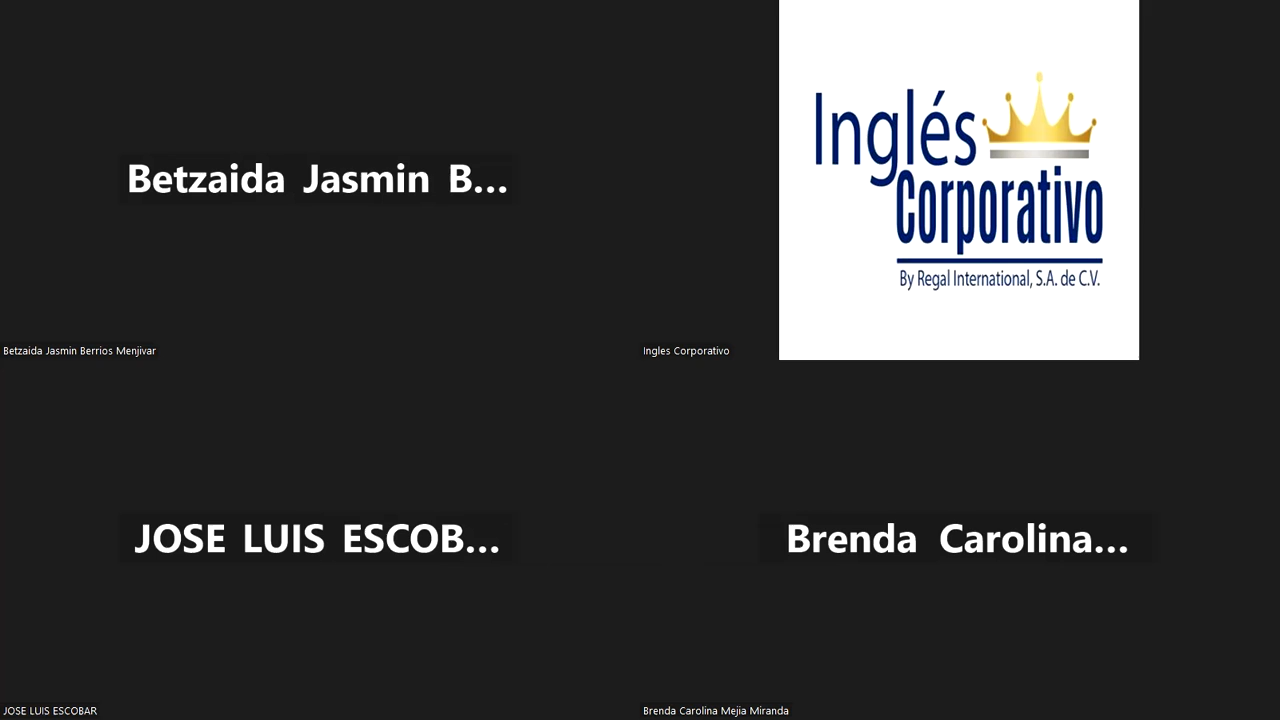 Betzaida Jasmin B...
Betzaida Jasmin Berrios Menjivar
Inglés
Corporativo
By Regal International, S.A. de C.V.
Ingles Corporativo
JOSE LUIS ESCOB...
JOSE LUIS ESCOBAR
Brenda Carolina...
Brenda Carolina Mejia Miranda